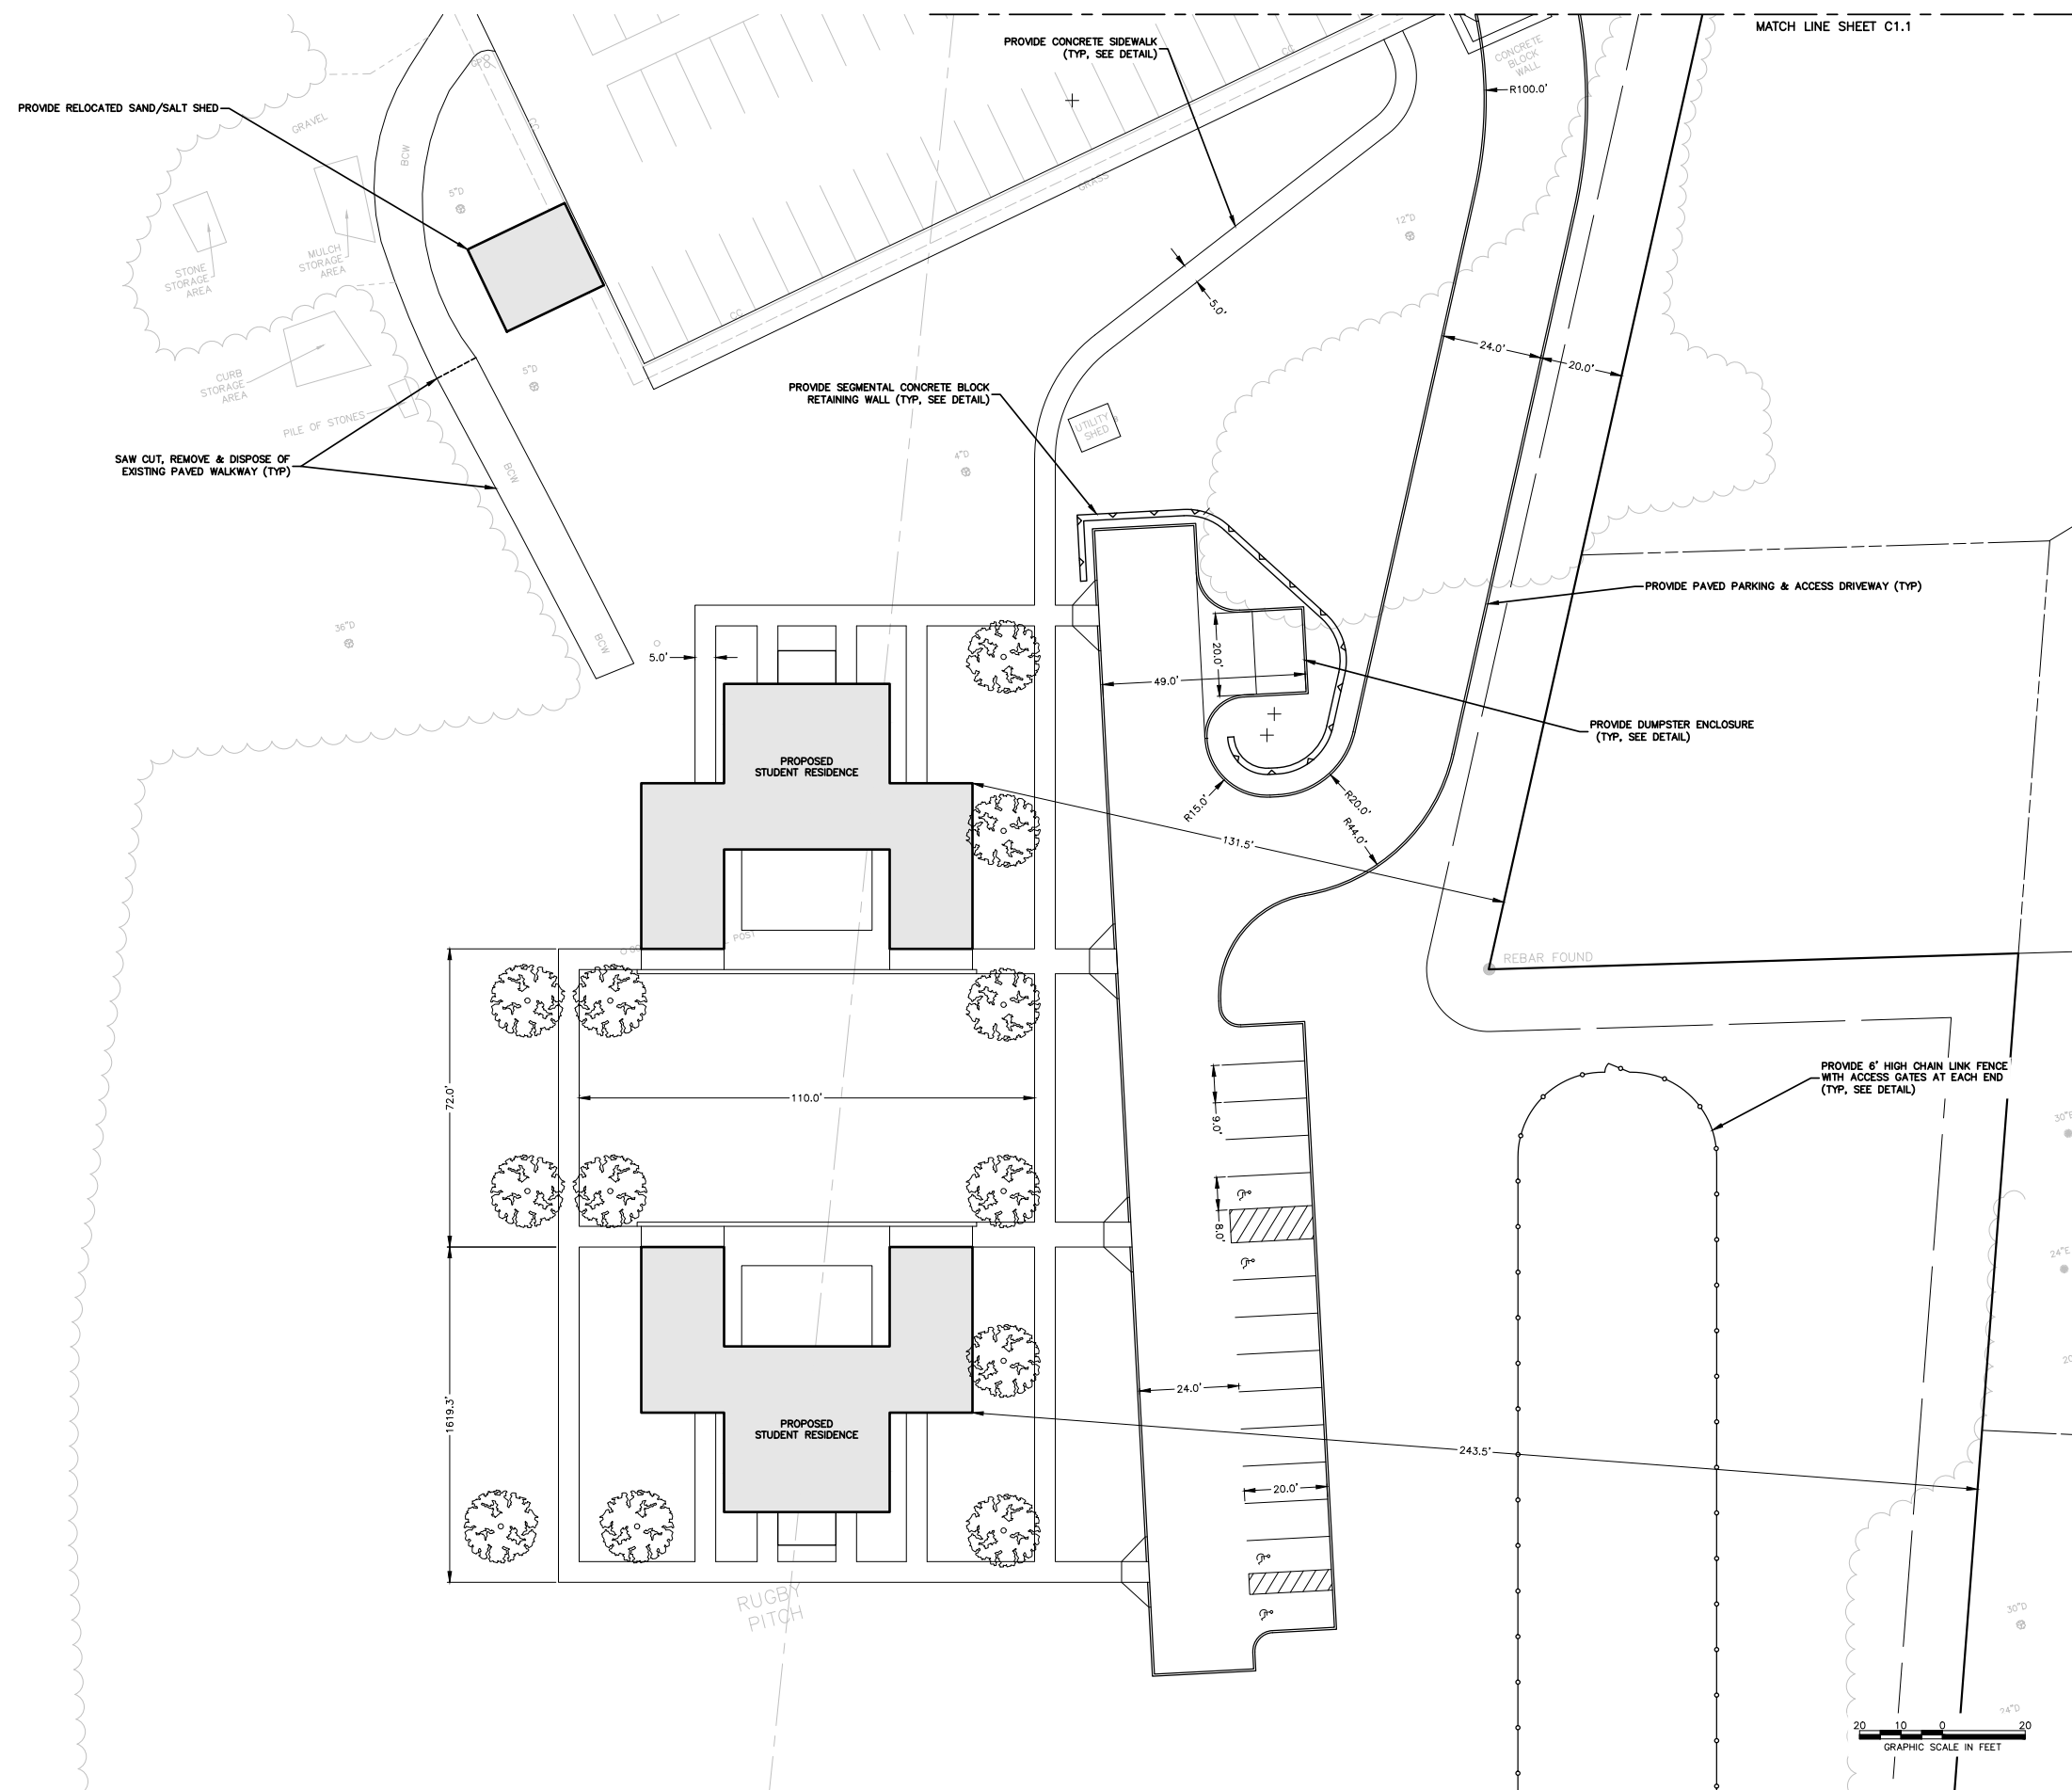 MATCH LINE SHEET C1.1
PROVIDE CONCRETE SIDEWALK
(TYP, SEE DETAIL)
CONCRETE
BLOCK
WALL
CC
R100.0'
PROVIDE RELOCATED SAND/SALT SHED
GRAVEL
CC
BCW
GRASS
5"D
12"D
STONE
STORAGE
AREA
MULCH
STORAGE
AREA
CC
5.0'
24.0'
20.0'
CURB
STORAGE
AREA
5"D
PROVIDE SEGMENTAL CONCRETE BLOCK
RETAINING WALL (TYP, SEE DETAIL)
UTILITY
SHED
PILE OF STONES
SAW CUT, REMOVE & DISPOSE OF
EXISTING PAVED WALKWAY (TYP)
BCW
4"D
PROVIDE PAVED PARKING & ACCESS DRIVEWAY (TYP)
36"D
BCW
5.0'
20.0'
49.0'
PROVIDE DUMPSTER ENCLOSURE
(TYP, SEE DETAIL)
PROPOSED
STUDENT RESIDENCE
R15.0'
R20.0'
R44.0'
131.5'
POST
REBAR FOUND
72.0'
110.0'
9.0'
PROVIDE 6' HIGH CHAIN LINK FENCE
WITH ACCESS GATES AT EACH END
(TYP, SEE DETAIL)
8.0'
24"E
1619.3'
24.0'
PROPOSED
STUDENT RESIDENCE
243.5'
20.0'
RUGBY
PITCH
30"D
24"D
20 10 0 20
GRAPHIC SCALE IN FEET